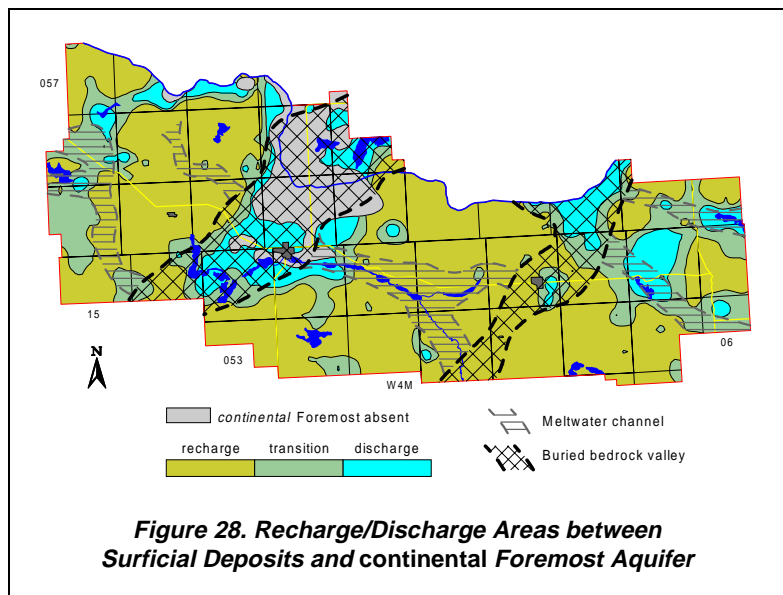 057
15
053
W4M
06
N
continental Foremost absent
recharge transition discharge
Meltwater channel
Buried bedrock valley
Figure 28. Recharge/Discharge Areas between
Surficial Deposits and continental Foremost Aquifer